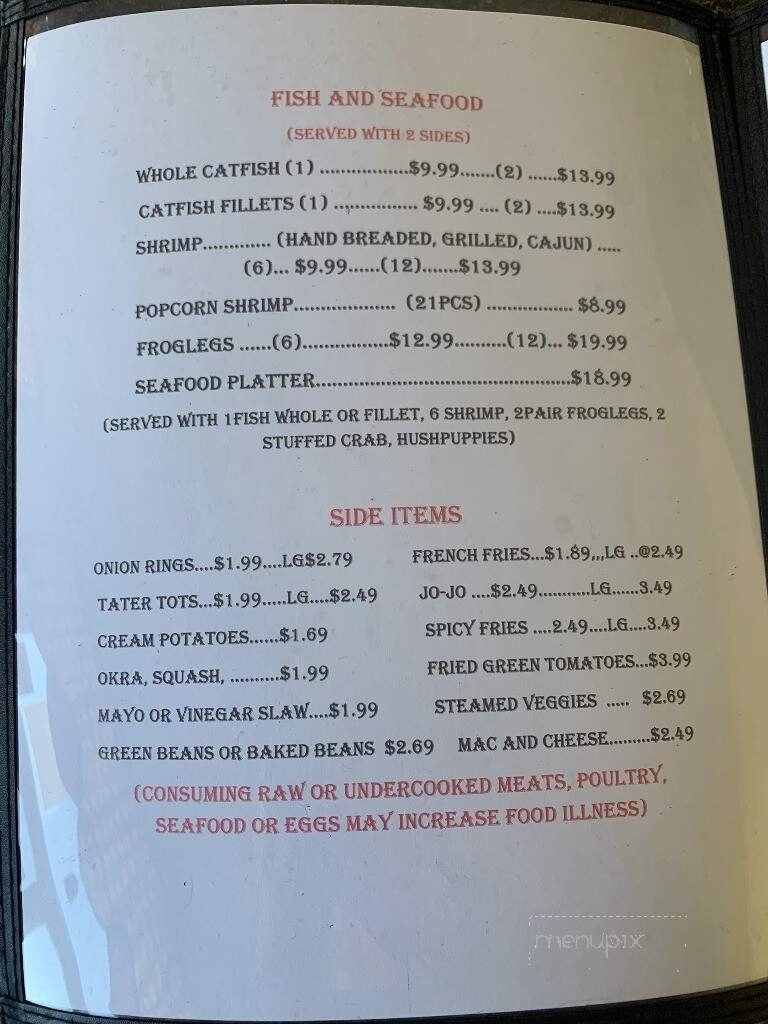 FISH AND SEAFOOD
(SERVED WITH 2 SIDES)
WHOLE CATFISH (1) .................$9.99.......(2) ......$13.99
CATFISH FILLETS (1) ................ $9.99 .... (2) ....$13.99
SHRIMP............. (HAND BREADED, GRILLED, CAJUN) .....
(6)... $9.99......(12).......$13.99
POPCORN SHRIMP.................... (21PCS) ................. $8.99
FROGLEGS ......(6).................$12.99..........(12)... $19.99
SEAFOOD PLATTER...................................................$18.99
(SERVED WITH 1FISH WHOLE OR FILLET, 6 SHRIMP, 2PAIR FROGLEGS, 2
STUFFED CRAB, HUSHPUPPIES)
SIDE ITEMS
ONION RINGS....$1.99....LG$2.79
TATER TOTS...$1.99.....LG....$2.49
CREAM POTATOES......$1.69
OKRA, SQUASH, ..........$1.99
MAYO OR VINEGAR SLAW....$1.99
GREEN BEANS OR BAKED BEANS $2.69
FRENCH FRIES...$1.89,,,LG ..@2.49
JO-JO ....$2.49...........LG......3.49
SPICY FRIES ....2.49....LG....3.49
FRIED GREEN TOMATOES...$3.99
STEAMED VEGGIES ..... $2.69
MAC AND CHEESE.........$2.49
(CONSUMING RAW OR UNDERCOOKED MEATS, POULTRY,
SEAFOOD OR EGGS MAY INCREASE FOOD ILLNESS)
menupix